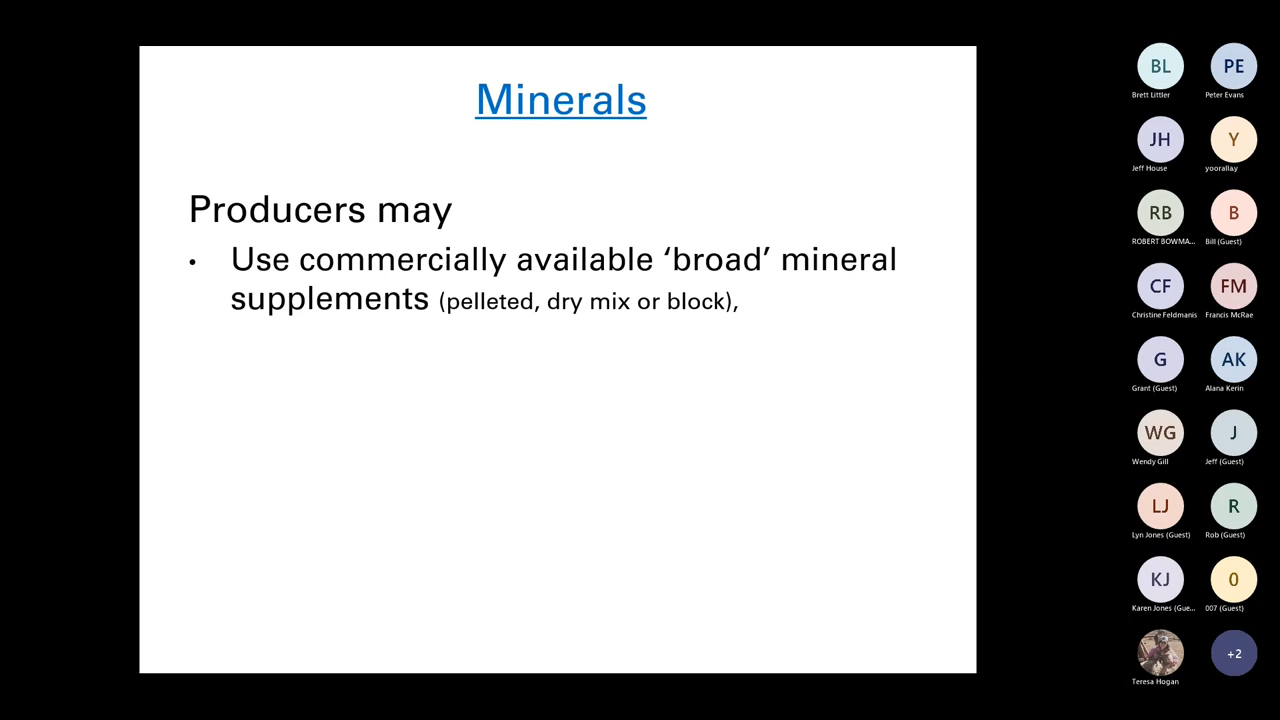 Minerals
Producers may
• Use commercially available ‘broad’ mineral
supplements (pelleted, dry mix or block),
BL
Brett Littler
PE
Peter Evans
JH
Jeff House
Y
yoorallay
RB
ROBERT BOWMA...
B
Bill (Guest)
CF
Christine Feldmanis
FM
Francis McRae
G
Grant (Guest)
AK
Alana Kerin
WG
Wendy Gill
J
Jeff (Guest)
LJ
Lyn Jones (Guest)
R
Rob (Guest)
KJ
Karen Jones (Gue...
0
007 (Guest)
Teresa Hogan
+2